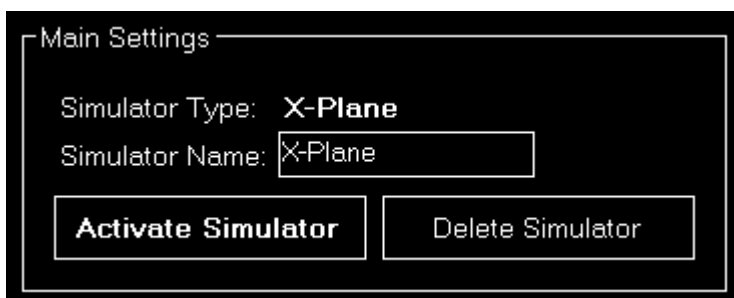 Main Settings
Simulator Type: X-Plane
Simulator Name: X-Plane
Activate Simulator Delete Simulator